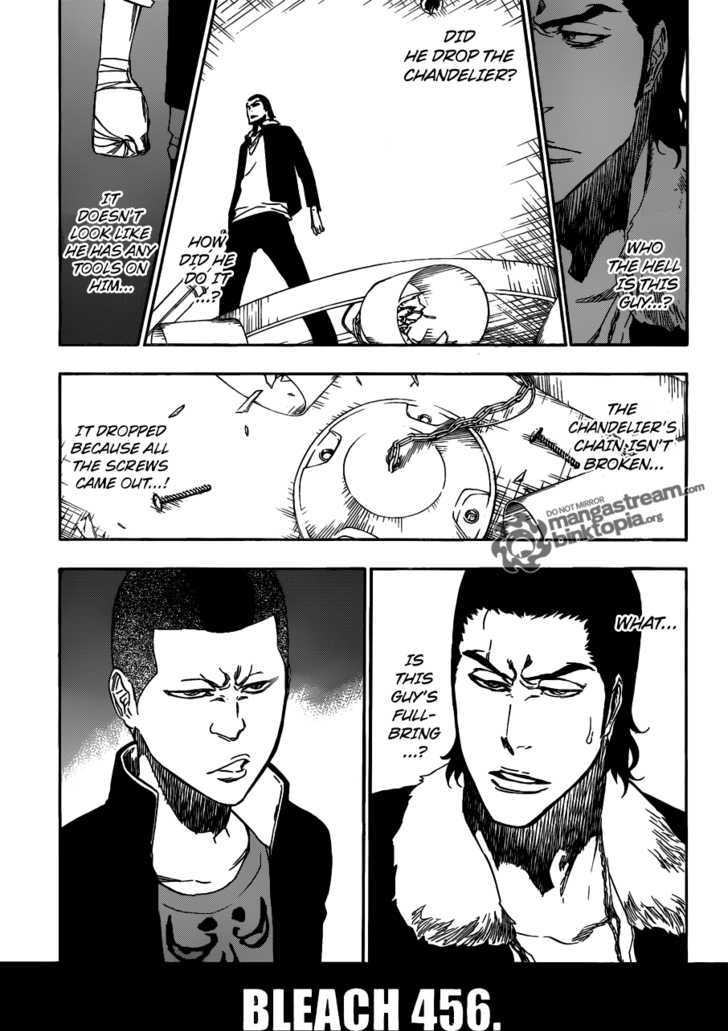 WHO
THE HELL
IS THIS
GUY...?
DID
HE DROP THE
CHANDELIER?
HOW
DID HE
DO IT
...?
IT
DOESN'T
LOOK LIKE
HE HAS ANY
TOOLS ON
HIM...
THE
CHANDELIER'S
CHAIN ISN'T
BROKEN...
IT DROPPED
BECAUSE ALL
THE SCREWS
CAME OUT...!
DO NOT MIRROR
mangastream.com
binktopia.org
WHAT...
IS
THIS
GUY'S
FULL-
BRING
...?
BLEACH 456.